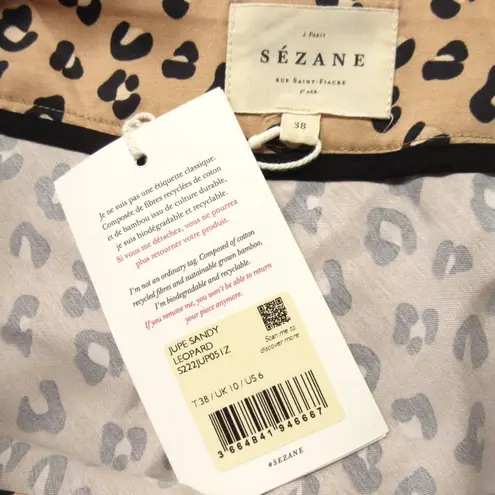 À PARIS
SÉZANE
RUE SAINT-FIACRE
2e ARR.
38
Je ne suis pas une étiquette classique.
Composée de fibres recyclées de coton
et de bambou issu de culture durable,
je suis biodégradable et recyclable.
Si vous me détachez, vous ne pourrez
plus retourner votre produit.
I'm not an ordinary tag. Composed of cotton
recycled fibres and sustainable grown bamboo,
I'm biodegradable and recyclable.
If you remove me, you won't be able to return
your piece anymore.
JUPE SANDY
LEOPARD
S222JUP051Z
Scan me to
discover more
T 38 / UK 10 / US 6
3 664841 946667
#SEZANE